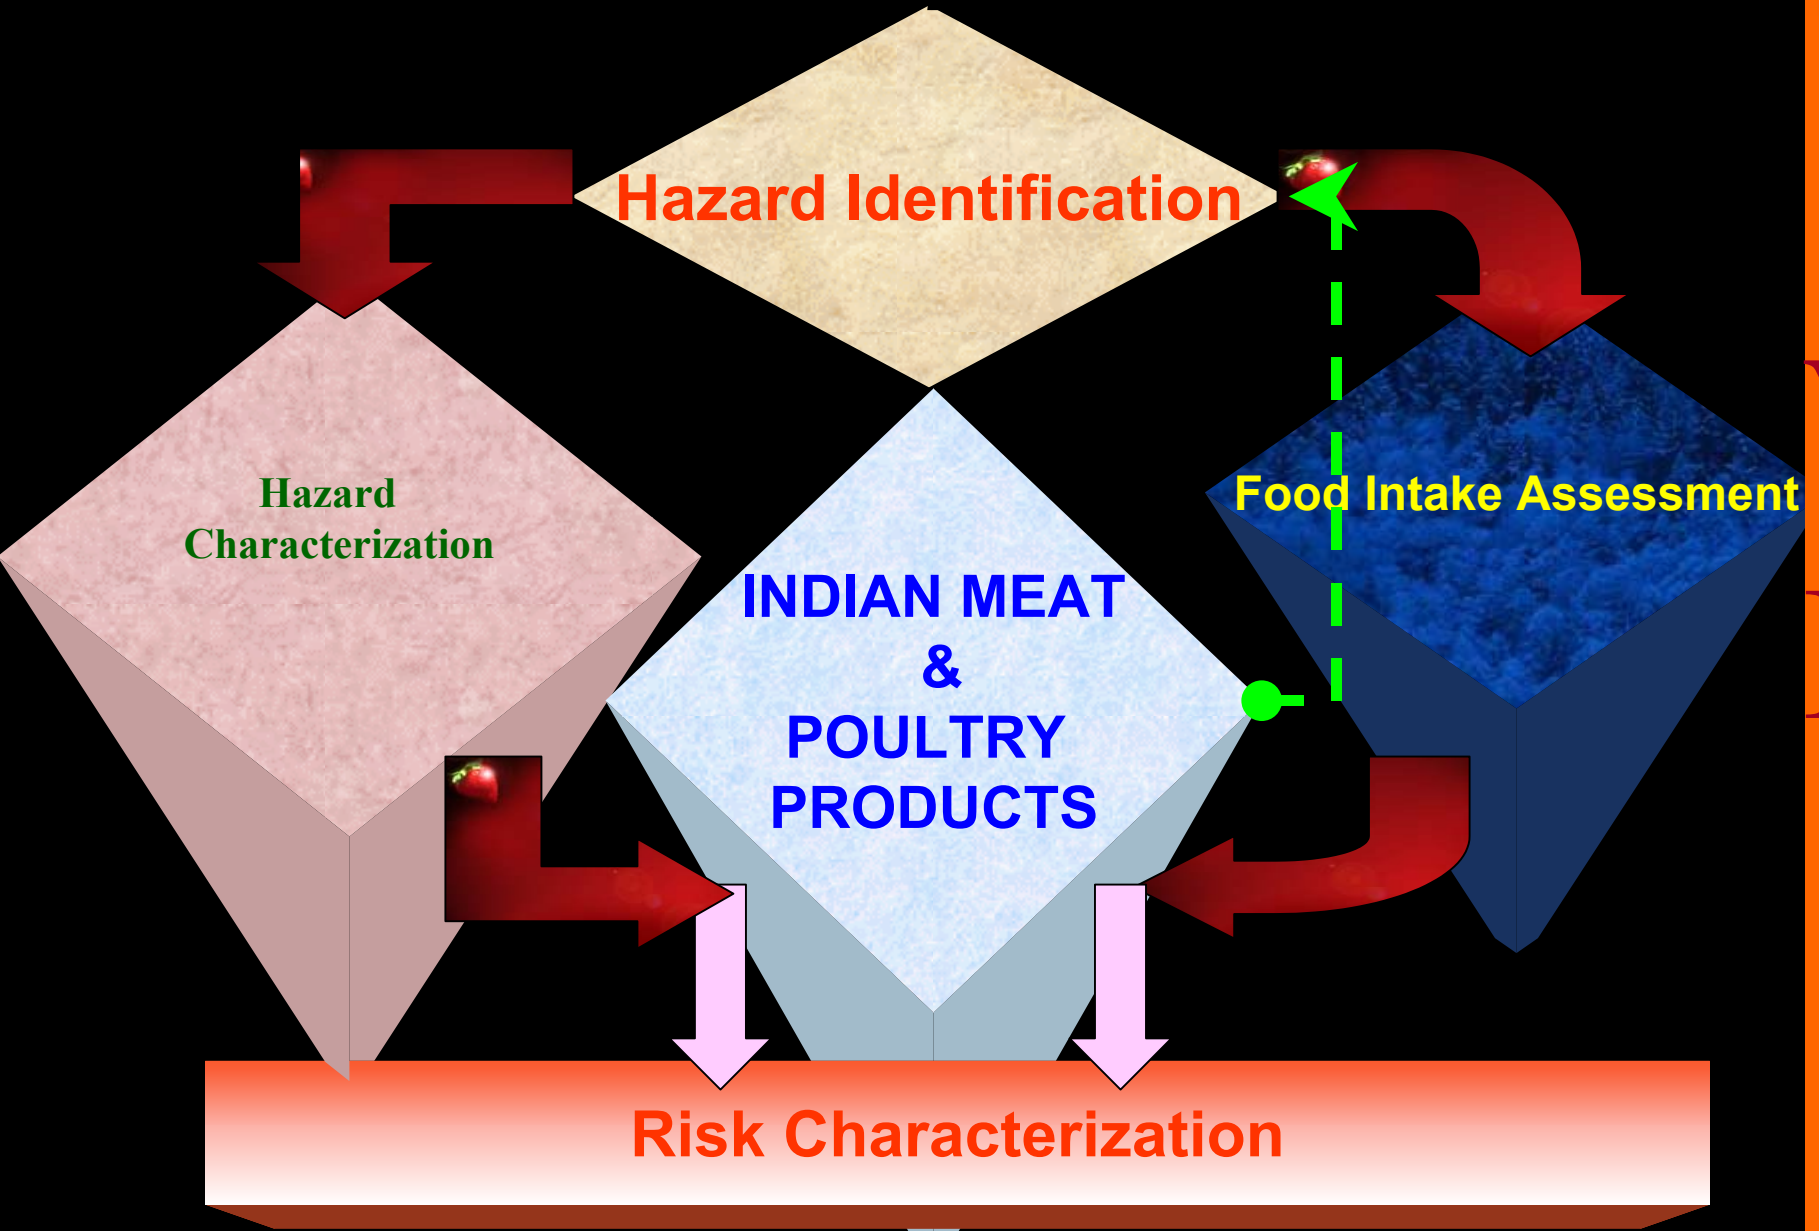 Hazard Identification
Hazard
Characterization
Food Intake Assessment
INDIAN MEAT
&
POULTRY
PRODUCTS
Risk Characterization